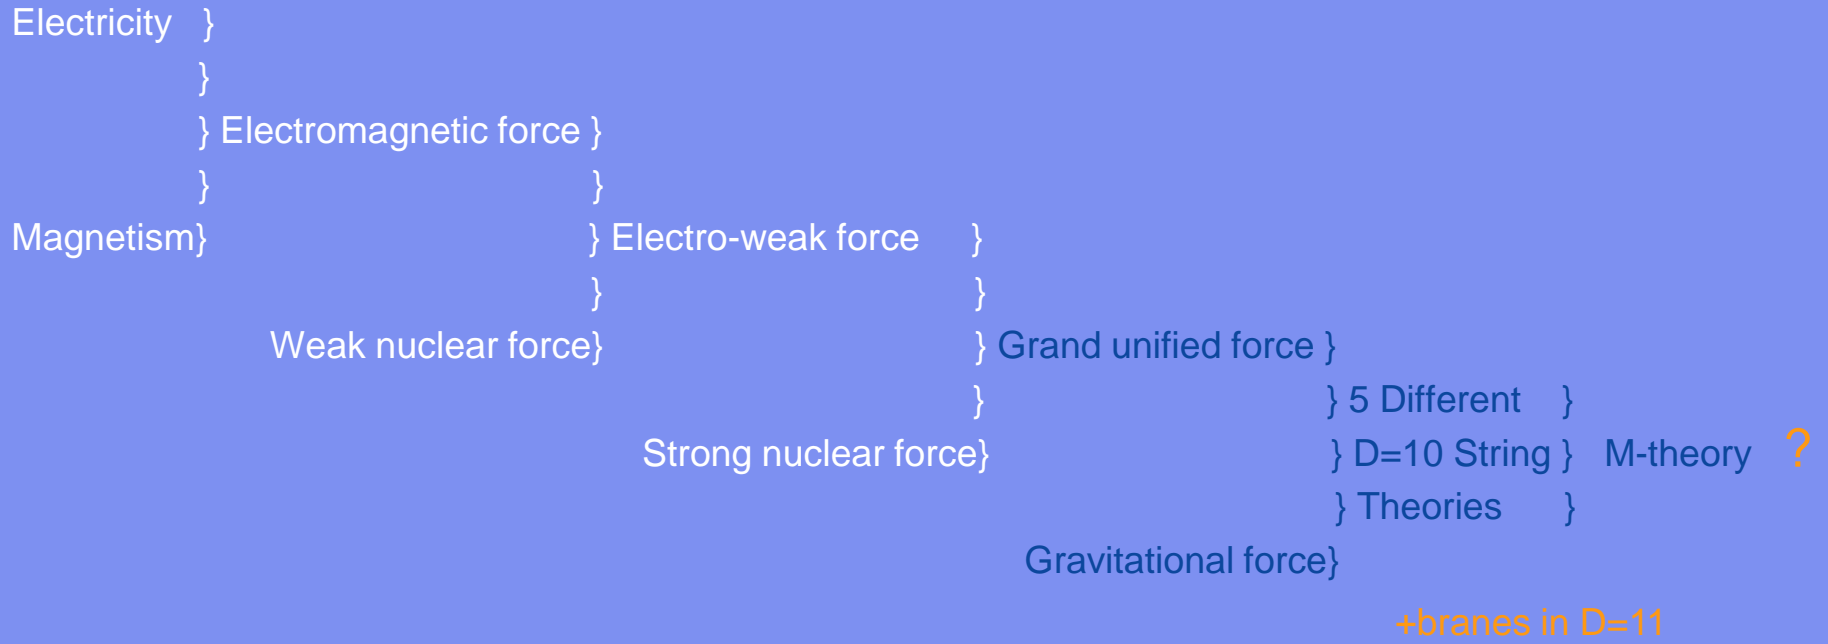 Electricity }
}
} Electromagnetic force }
} }
Magnetism} } Electro-weak force }
} }
Weak nuclear force} } Grand unified force }
} } 5 Different }
Strong nuclear force} } D=10 String } M-theory ?
} Theories }
Gravitational force}
+branes in D=11